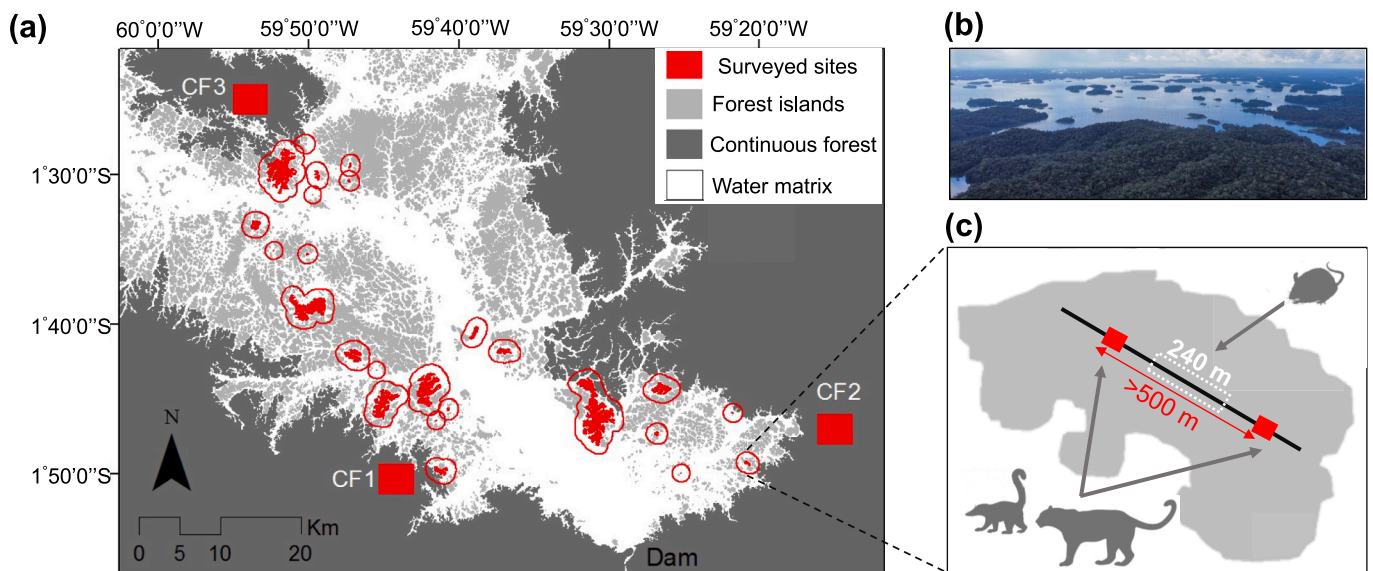 (a)
60˚0’0’’W
59˚50’0’’W
59˚40’0’’W
59˚30’0’’W
59˚20’0’’W
1˚30’0’’S
1˚40’0’’S
1˚50’0’’S
CF3
Surveyed sites
Forest islands
Continuous forest
Water matrix
CF2
CF1
N
Km
0 5 10 20
Dam
(b)
(c)
240 m
>500 m